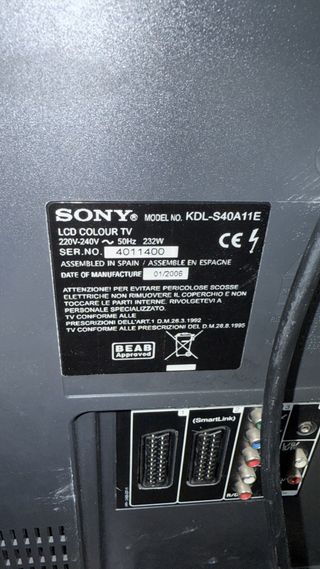 SONY® MODEL NO. KDL-S40A11E
LCD COLOUR TV
220V-240V ~ 50Hz 232W
SER.NO. 4011400
ASSEMBLED IN SPAIN / ASSEMBLE EN ESPAGNE
DATE OF MANUFACTURE 01/2006
CE
ATTENZIONE! PER EVITARE PERICOLOSE SCOSSE
ELETTRICHE NON RIMUOVERE IL COPERCHIO E NON
TOCCARE LE PARTI INTERNE. RIVOLGETEVI A
PERSONALE SPECIALIZZATO.
TV CONFORME ALLE
PRESCRIZIONI DELL'ART.1 D.M.26.3.1992
TV CONFORME ALLE PRESCRIZIONI DEL D.M.26.8.1995
BEAB
Approved
1
(SmartLink)